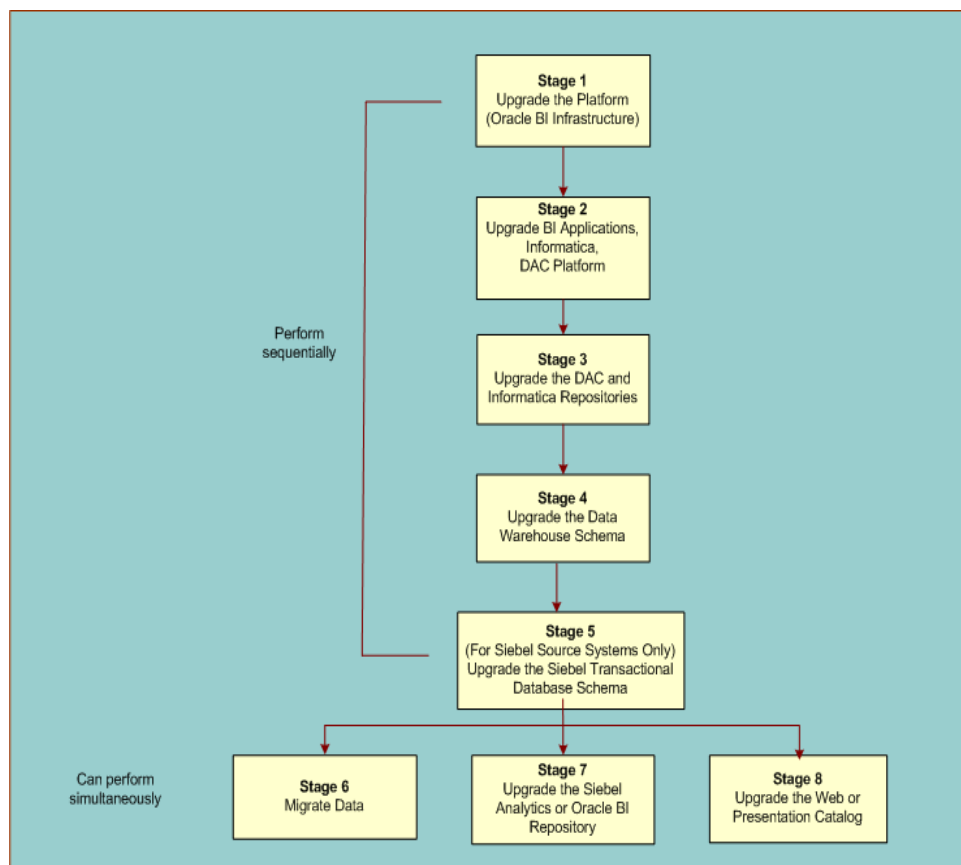 Stage 1
Upgrade the Platform
(Oracle BI Infrastructure)
Stage 2
Upgrade BI Applications,
Informatica,
DAC Platform
Perform
sequentially
Stage 3
Upgrade the DAC and
Informatica Repositories
Stage 4
Upgrade the Data
Warehouse Schema
Stage 5
(For Siebel Source Systems Only)
Upgrade the Siebel Transactional
Database Schema
Can perform
simultaneously
Stage 6
Migrate Data
Stage 7
Upgrade the Siebel
Analytics or Oracle BI
Repository
Stage 8
Upgrade the Web or
Presentation Catalog